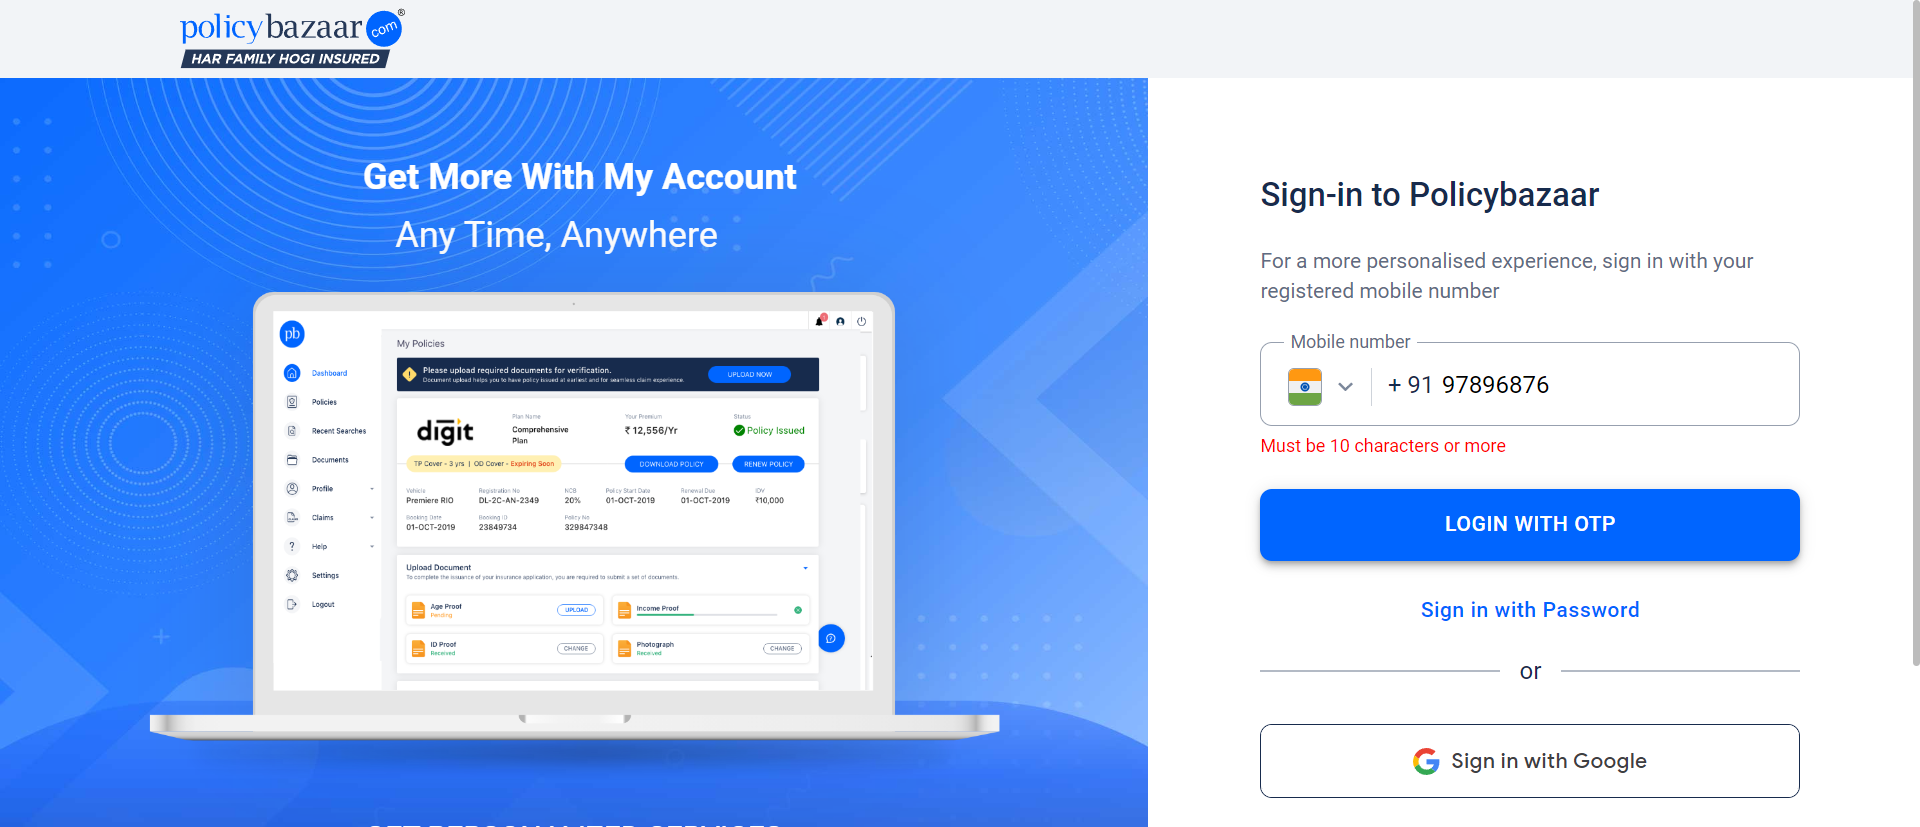 policybazaar com®
HAR FAMILY HOGI INSURED
Get More With My Account
Any Time, Anywhere
pb
Dashboard
Policies
Recent Searches
Documents
Profile
Claims
Help
Settings
Logout
My Policies
Please upload required documents for verification.
Document upload helps you to have policy issued at earliest and for seamless claim experience.
UPLOAD NOW
digit
Plan Name
Comprehensive
Plan
Your Premium
₹ 12,556/Yr
Status
Policy Issued
TP Cover - 3 yrs | OD Cover - Expiring Soon
DOWNLOAD POLICY
RENEW POLICY
Vehicle
Premiere RIO
Registration No
DL-2C-AN-2349
NCB
20%
Policy Start Date
01-OCT-2019
Renewal Due
01-OCT-2019
IDV
₹10,000
Booking Date
01-OCT-2019
Booking ID
23849734
Policy No
329847348
Upload Document
To complete the issuance of your insurance application, you are required to submit a set of documents.
Age Proof
Pending
UPLOAD
Income Proof
ID Proof
Received
CHANGE
Photograph
Received
CHANGE
GET PERSONALIZED SERVICES
Sign-in to Policybazaar
For a more personalised experience, sign in with your
registered mobile number
Mobile number
+ 91 97896876
Must be 10 characters or more
LOGIN WITH OTP
Sign in with Password
or
Sign in with Google